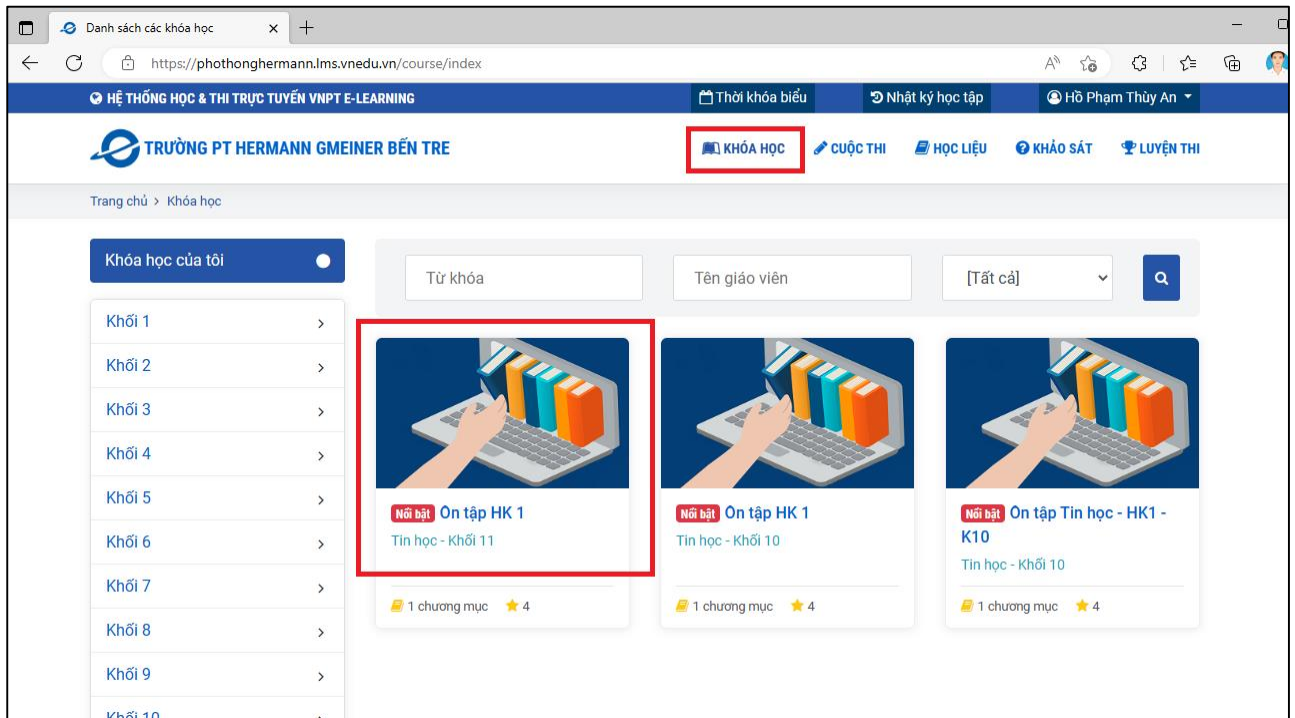 Danh sách các khóa học
https://phothonghermann.lms.vnedu.vn/course/index
HỆ THỐNG HỌC & THI TRỰC TUYẾN VNPT E-LEARNING
Thời khóa biểu
Nhật ký học tập
Hồ Phạm Thùy An
TRƯỜNG PT HERMANN GMEINER BẾN TRE
KHÓA HỌC
CUỘC THI
HỌC LIỆU
KHẢO SÁT
LUYỆN THI
Trang chủ > Khóa học
Khóa học của tôi
Khối 1
Khối 2
Khối 3
Khối 4
Khối 5
Khối 6
Khối 7
Khối 8
Khối 9
Khối 10
Từ khóa
Tên giáo viên
[Tất cả]
Nổi bật Ôn tập HK 1
Tin học - Khối 11
1 chương mục 4
Nổi bật Ôn tập HK 1
Tin học - Khối 10
1 chương mục 4
Nổi bật Ôn tập Tin học - HK1 -
K10
Tin học - Khối 10
1 chương mục 4